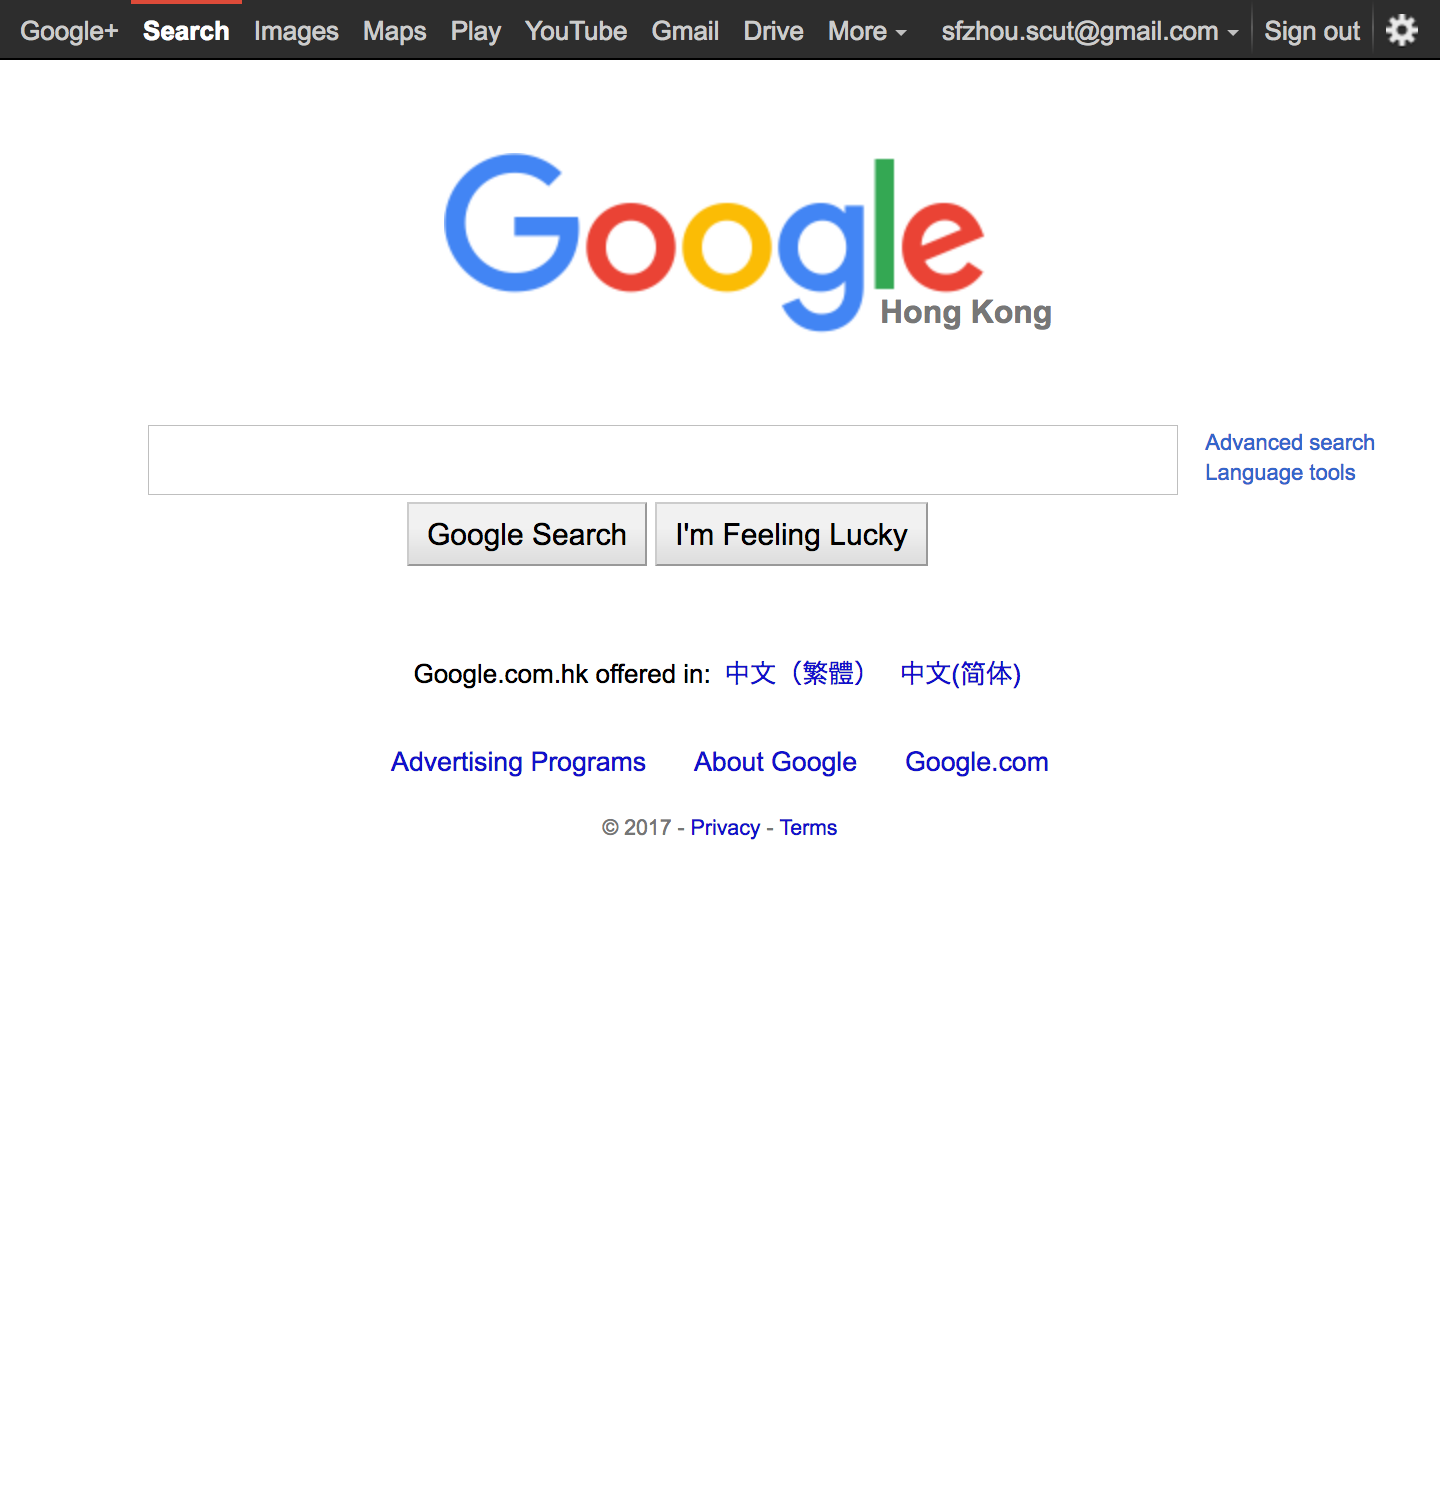 Google+ Search Images Maps Play YouTube Gmail Drive More sfzhou.scut@gmail.com Sign out
Google
Hong Kong
Advanced search
Language tools
Google Search I'm Feeling Lucky
Google.com.hk offered in: 中文（繁體） 中文(简体)
Advertising Programs About Google Google.com
© 2017 - Privacy - Terms